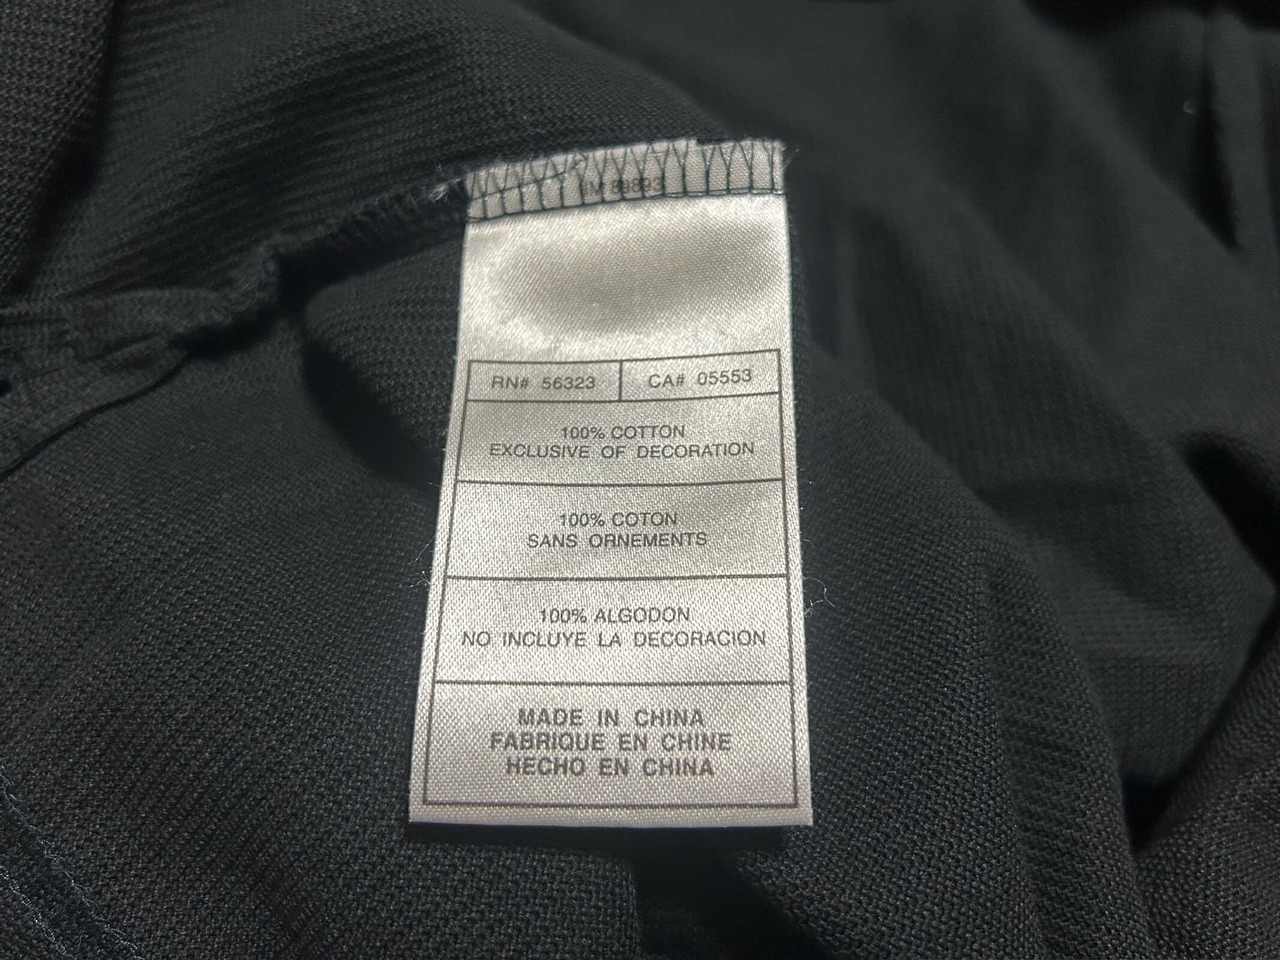 RN# 56323
CA# 05553
100% COTTON
EXCLUSIVE OF DECORATION
100% COTON
SANS ORNEMENTS
100% ALGODON
NO INCLUYE LA DECORACION
MADE IN CHINA
FABRIQUE EN CHINE
HECHO EN CHINA